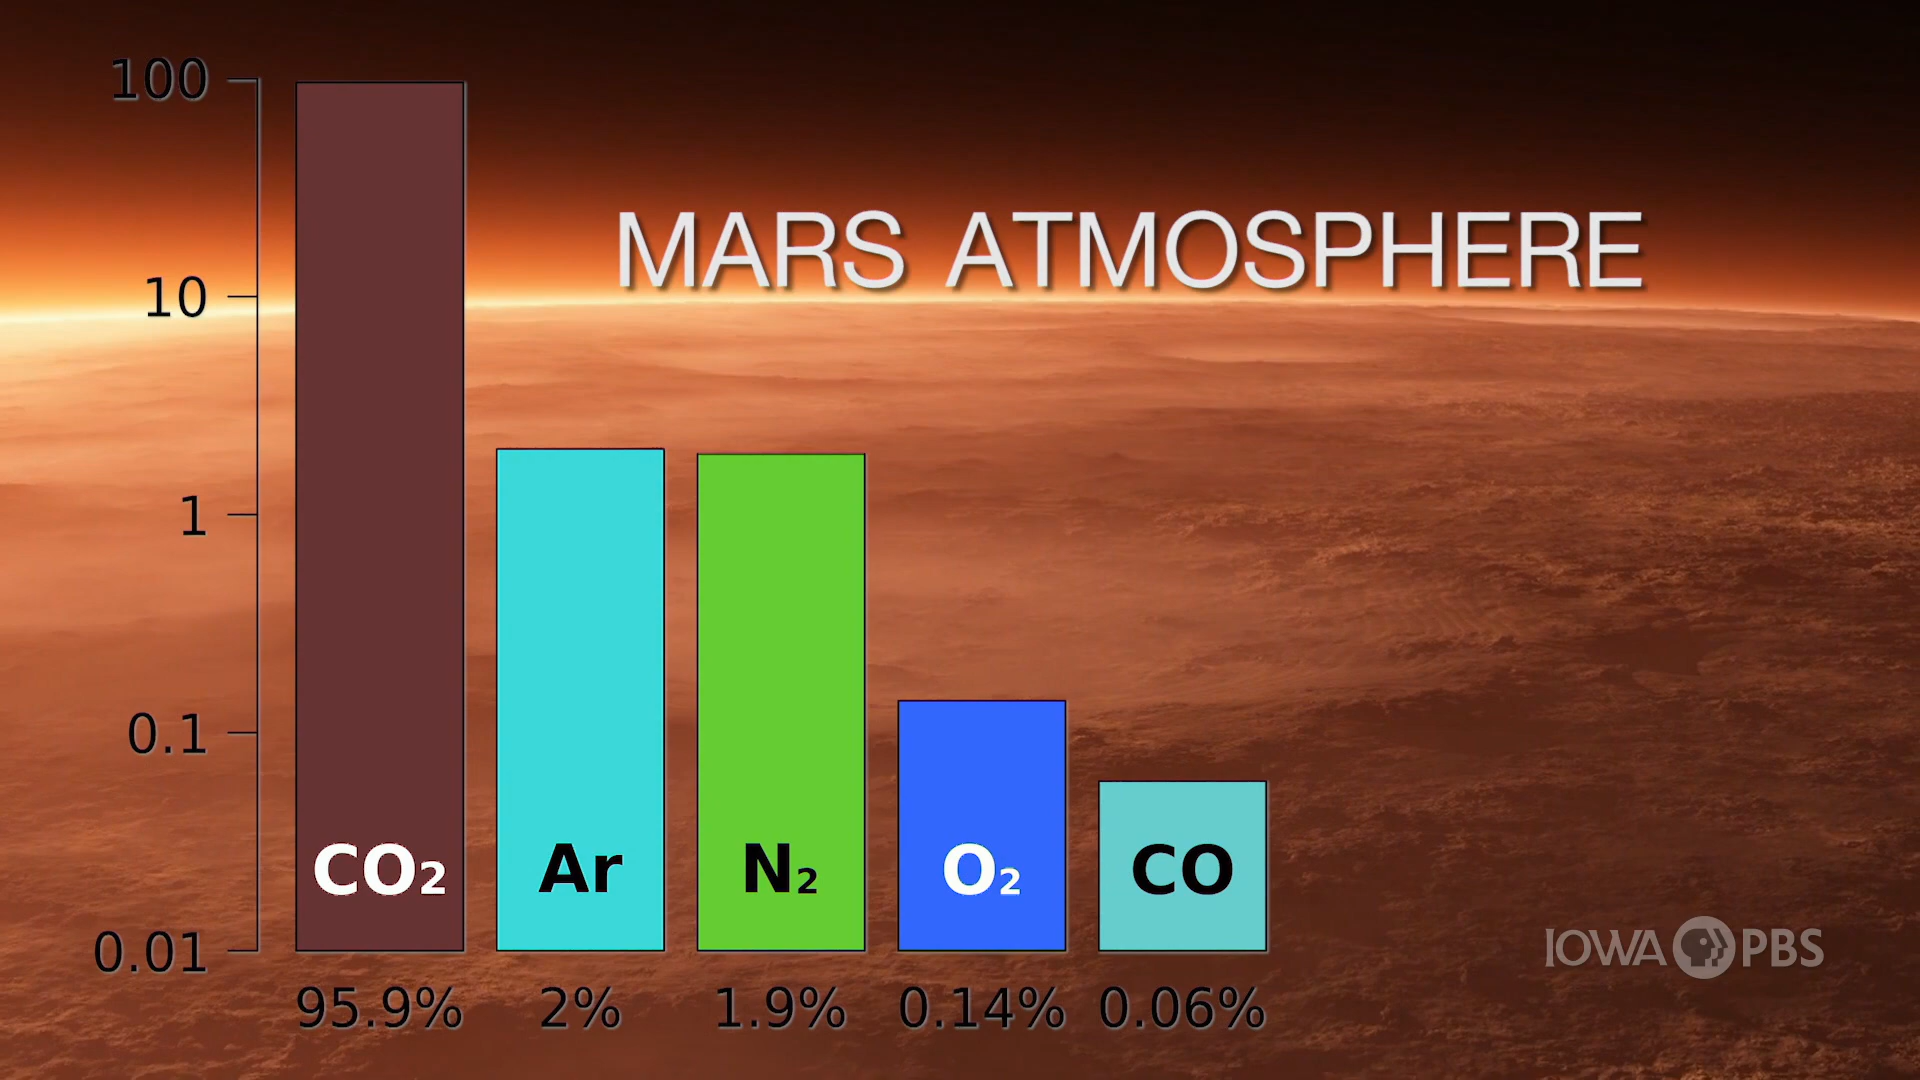 MARS ATMOSPHERE
100
10
1
0.1
0.01
CO₂
Ar
N₂
O₂
CO
95.9%
2%
1.9%
0.14%
0.06%
IOWA PBS